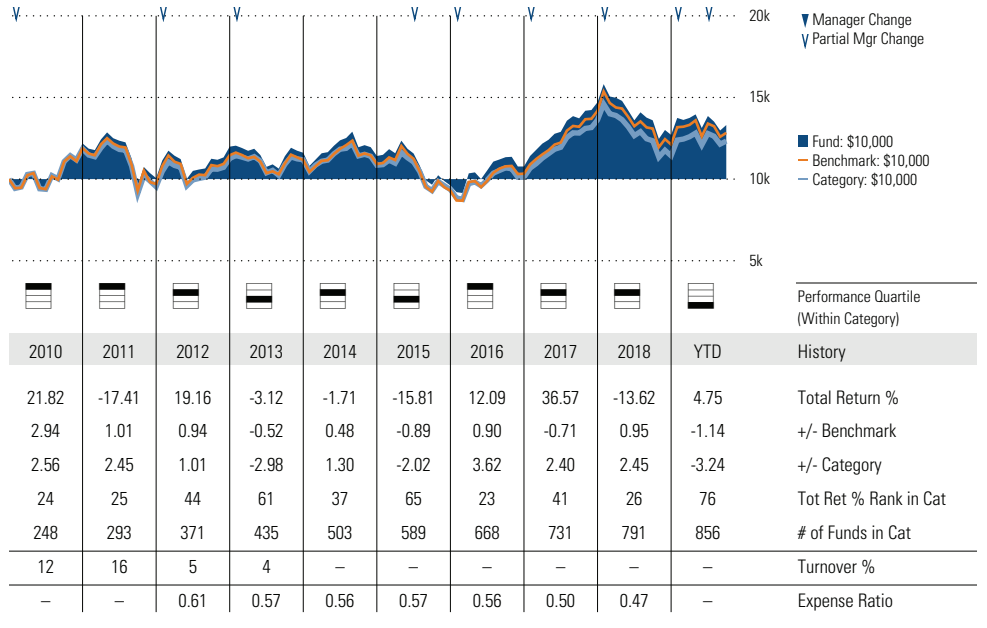 20k
▼ Manager Change
V Partial Mgr Change
15k
Fund: $10,000
Benchmark: $10,000
Category: $10,000
10k
5k
Performance Quartile
(Within Category)
2010 2011 2012 2013 2014 2015 2016 2017 2018 YTD History
21.82 -17.41 19.16 -3.12 -1.71 -15.81 12.09 36.57 -13.62 4.75 Total Return %
2.94 1.01 0.94 -0.52 0.48 -0.89 0.90 -0.71 0.95 -1.14 +/- Benchmark
2.56 2.45 1.01 -2.98 1.30 -2.02 3.62 2.40 2.45 -3.24 +/- Category
24 25 44 61 37 65 23 41 26 76 Tot Ret % Rank in Cat
248 293 371 435 503 589 668 731 791 856 # of Funds in Cat
12 16 5 4 – – – – – – Turnover %
– – 0.61 0.57 0.56 0.57 0.56 0.50 0.47 – Expense Ratio